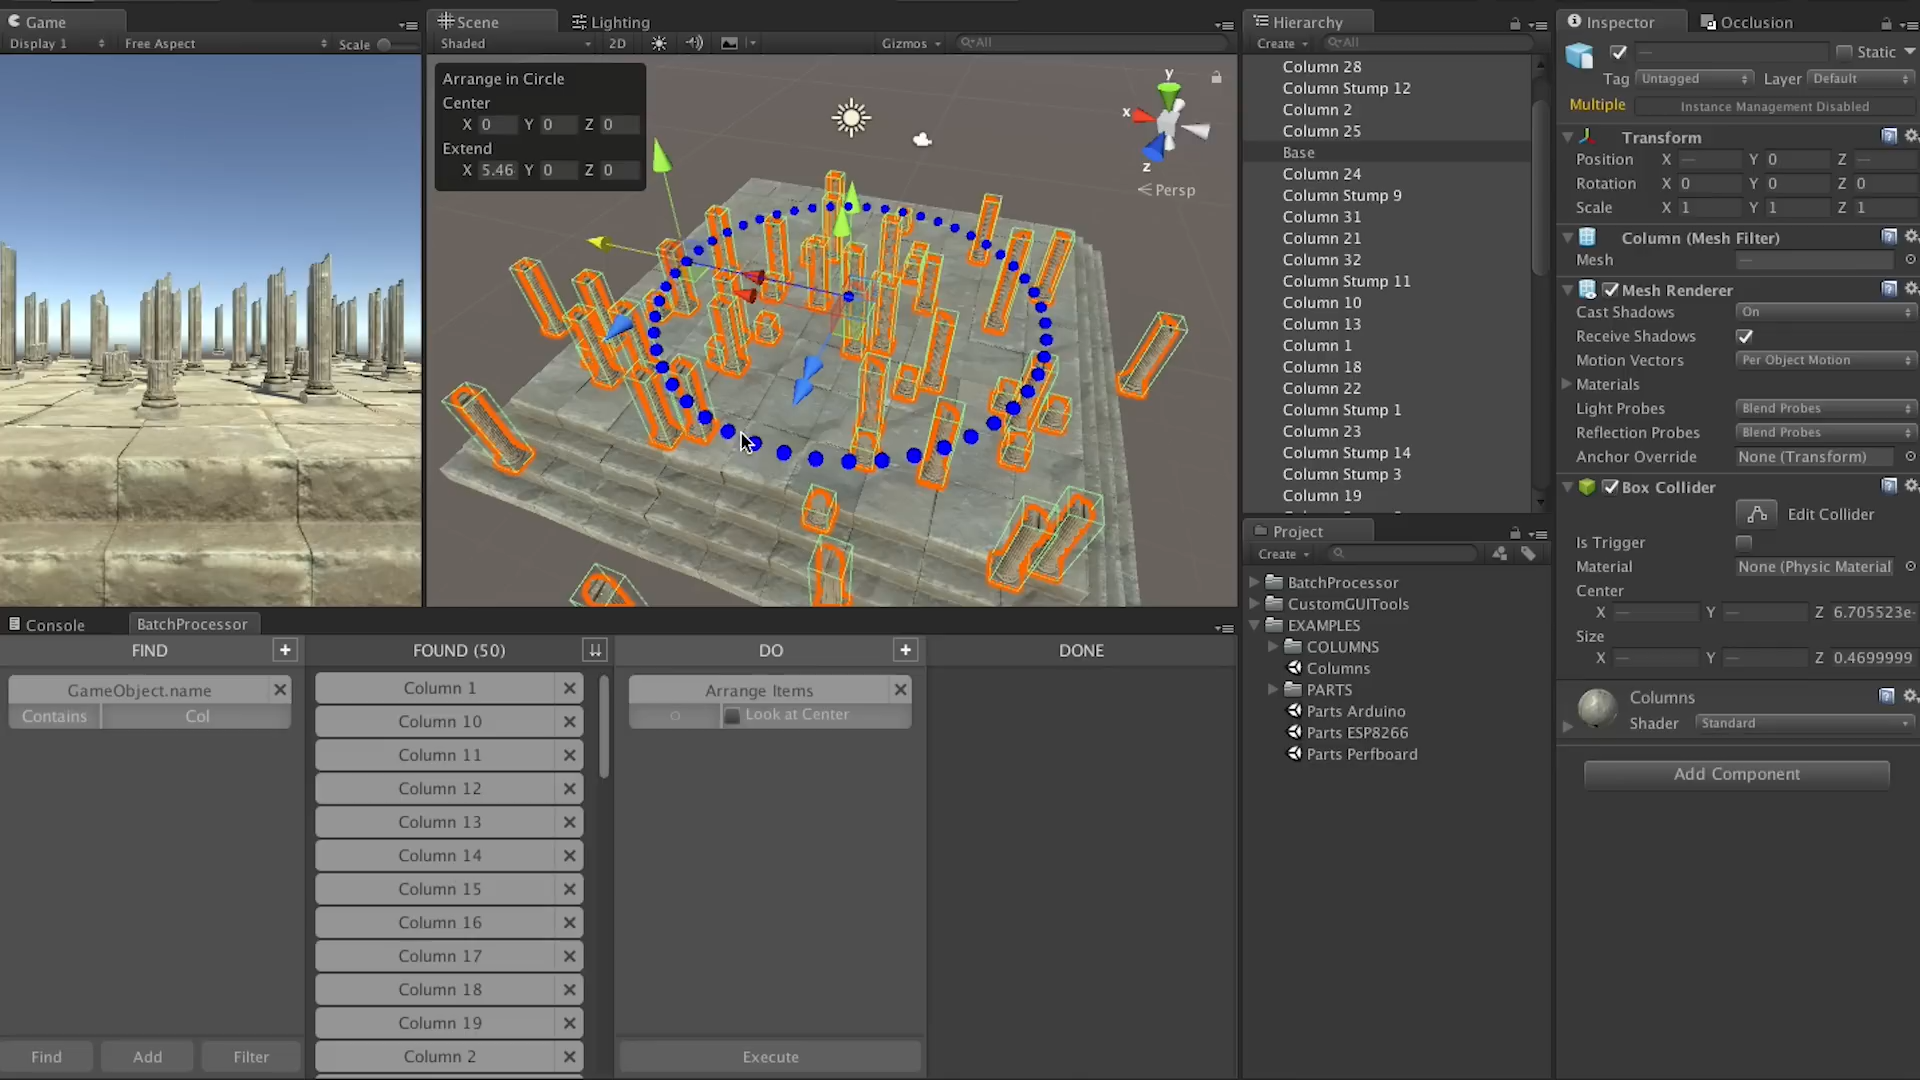 Game
Display 1
Free Aspect
Scale
Scene
Lighting
Shaded
2D
Gizmos
All
Arrange in Circle
Center
X 0 Y 0 Z 0
Extend
X 5.46 Y 0 Z 0
y
x
z
Persp
Hierarchy
Create
All
Column 28
Column Stump 12
Column 2
Column 25
Base
Column 24
Column Stump 9
Column 31
Column 21
Column 32
Column Stump 11
Column 10
Column 13
Column 1
Column 18
Column 22
Column Stump 1
Column 23
Column Stump 14
Column Stump 3
Column 19
Project
Create
BatchProcessor
CustomGUITools
EXAMPLES
COLUMNS
Columns
PARTS
Parts Arduino
Parts ESP8266
Parts Perfboard
Inspector
Occlusion
—
Static
Tag Untagged Layer Default
Multiple Instance Management Disabled
Transform
Position X — Y 0 Z —
Rotation X 0 Y 0 Z 0
Scale X 1 Y 1 Z 1
Column (Mesh Filter)
Mesh —
Mesh Renderer
Cast Shadows On
Receive Shadows
Motion Vectors Per Object Motion
Materials
Light Probes Blend Probes
Reflection Probes Blend Probes
Anchor Override None (Transform)
Box Collider
Edit Collider
Is Trigger
Material None (Physic Material
Center
X — Y — Z 6.705523e-
Size
X — Y — Z 0.4699999
Columns
Shader Standard
Add Component
Console
BatchProcessor
FIND
GameObject.name
Contains Col
Find Add Filter
FOUND (50)
Column 1
Column 10
Column 11
Column 12
Column 13
Column 14
Column 15
Column 16
Column 17
Column 18
Column 19
Column 2
DO
Arrange Items
Look at Center
Execute
DONE